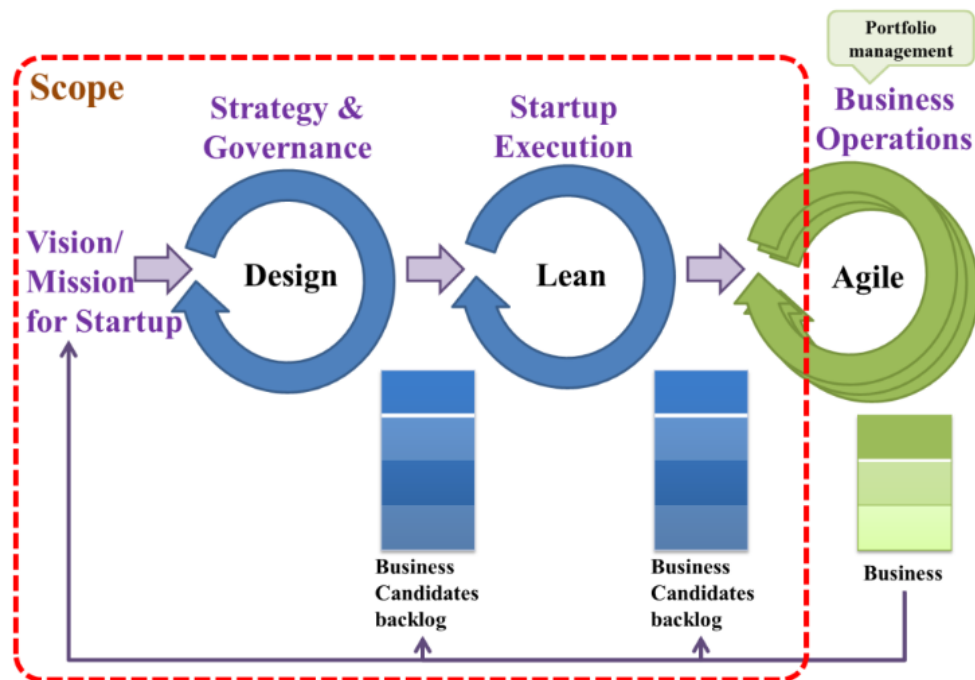 Portfolio
management
Scope
Strategy &
Governance
Startup
Execution
Business
Operations
Vision/
Mission
for Startup
Design
Lean
Agile
Business
Candidates
backlog
Business
Candidates
backlog
Business